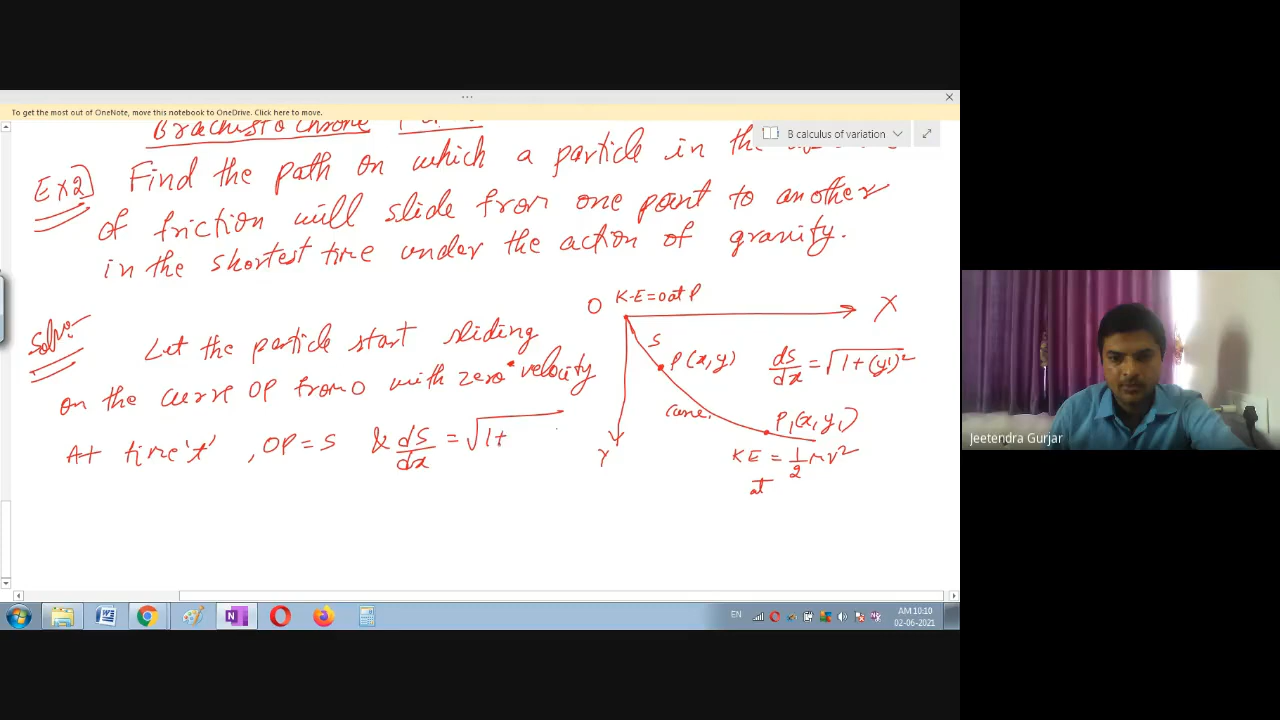 To get the most out of OneNote, move this notebook to OneDrive. Click here to move.
B calculus of variation
Brachistochrone
Ex2] Find the path on which a particle in the
of friction will slide from one point to another
in the shortest time under the action of gravity.
Soln:
Let the particle start sliding
on the curve OP from O with zero velocity
At time 't', OP = S & dS/dx = √1+
O K.E=0 at P X
S P(x,y) dS/dx = √1+(y')²
curve.
P₁(x,y,)
Y
KE = 1/2 mv²
at
Jeetendra Gurjar
EN
AM 10:10
02-06-2021